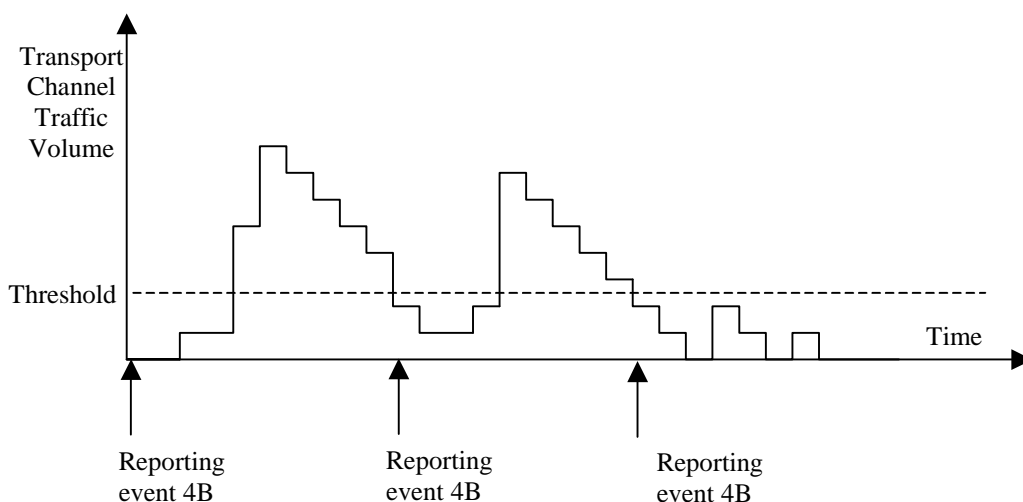 Transport
Channel
Traffic
Volume
Threshold
Time
Reporting
event 4B
Reporting
event 4B
Reporting
event 4B